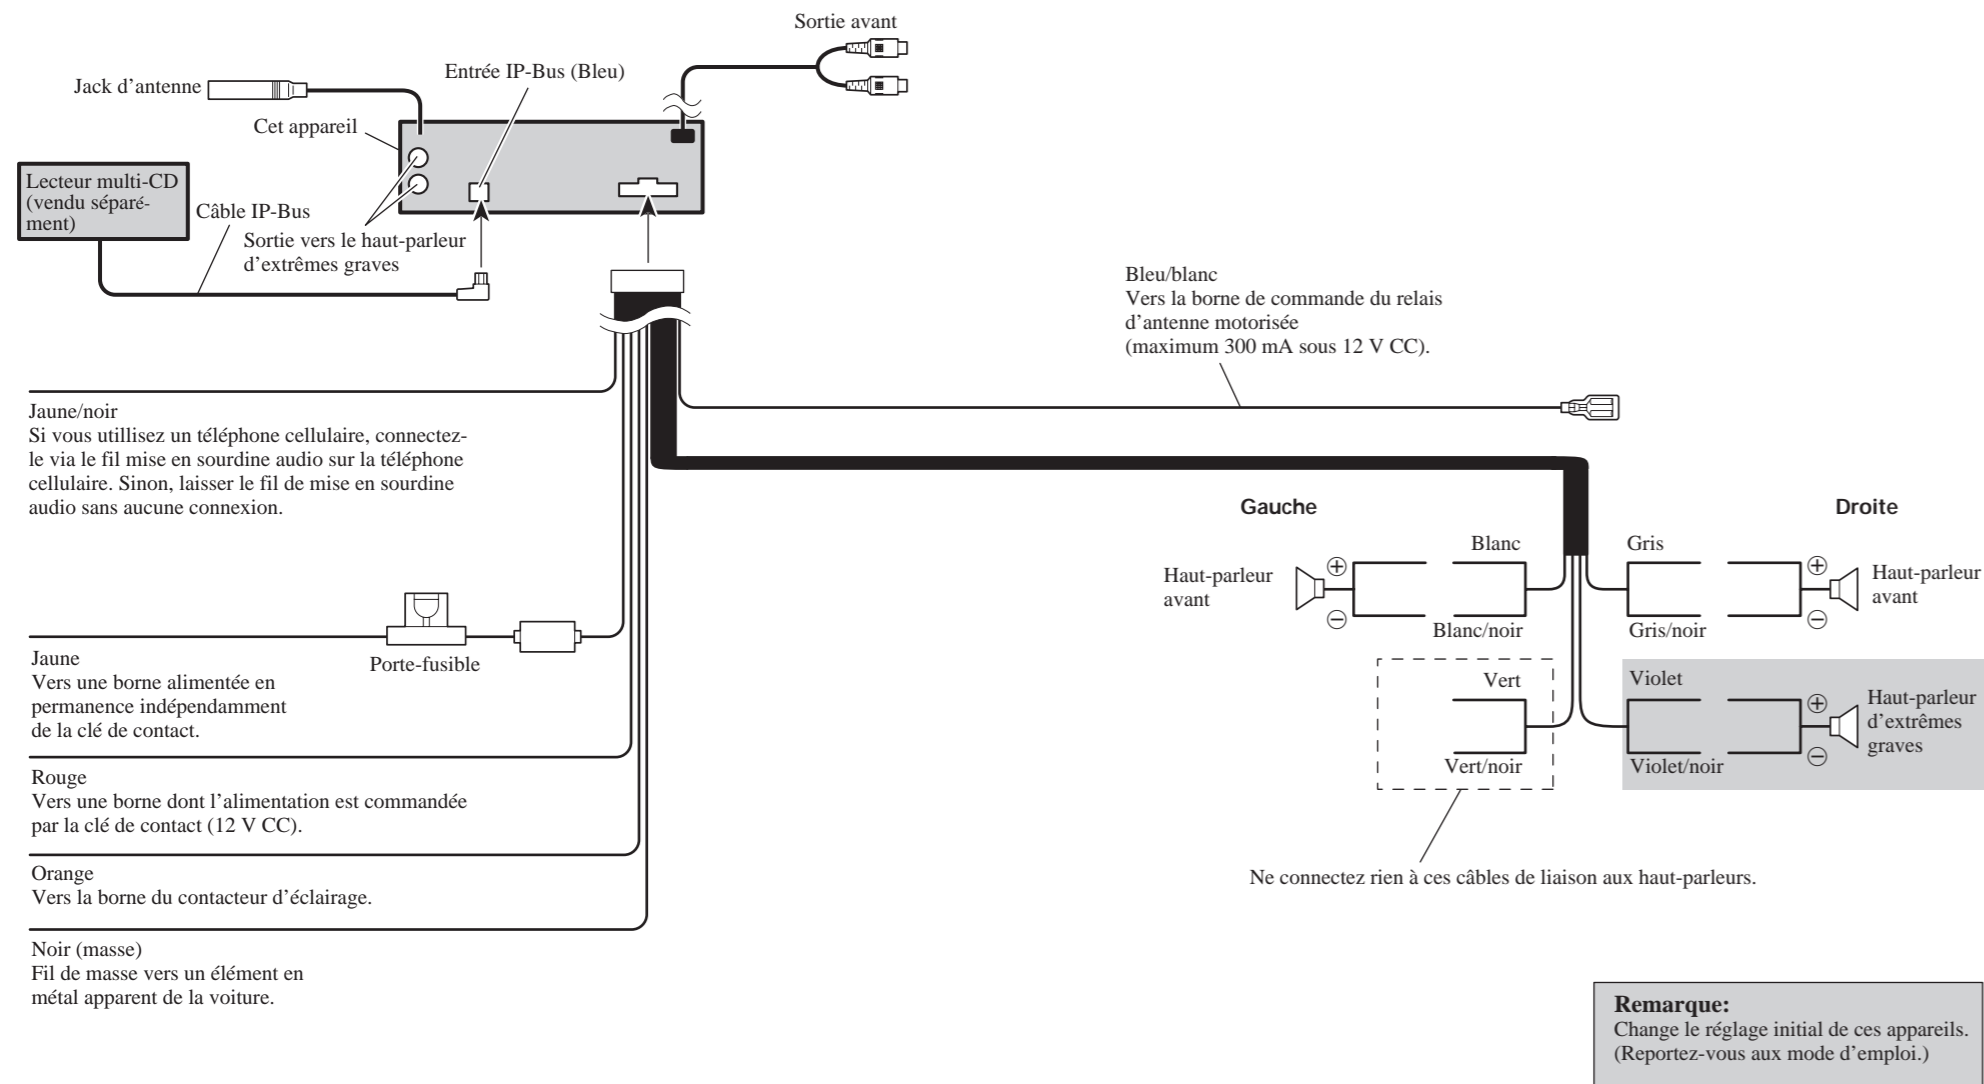 Sortie avant
Jack d'antenne
Entrée IP-Bus (Bleu)
Cet appareil
Lecteur multi-CD
(vendu séparé-
ment)
Câble IP-Bus
Sortie vers le haut-parleur
d'extrêmes graves
Bleu/blanc
Vers la borne de commande du relais
d'antenne motorisée
(maximum 300 mA sous 12 V CC).
Jaune/noir
Si vous utillisez un téléphone cellulaire, connectez-
le via le fil mise en sourdine audio sur la téléphone
cellulaire. Sinon, laisser le fil de mise en sourdine
audio sans aucune connexion.
Porte-fusible
Jaune
Vers une borne alimentée en
permanence indépendamment
de la clé de contact.
Rouge
Vers une borne dont l'alimentation est commandée
par la clé de contact (12 V CC).
Orange
Vers la borne du contacteur d'éclairage.
Noir (masse)
Fil de masse vers un élément en
métal apparent de la voiture.
Gauche
Droite
Haut-parleur
avant
⊕
⊖
Blanc
Blanc/noir
Gris
Gris/noir
⊕
⊖
Haut-parleur
avant
Vert
Vert/noir
Violet
Violet/noir
⊕
⊖
Haut-parleur
d'extrêmes
graves
Ne connectez rien à ces câbles de liaison aux haut-parleurs.
Remarque:
Change le réglage initial de ces appareils.
(Reportez-vous aux mode d'emploi.)